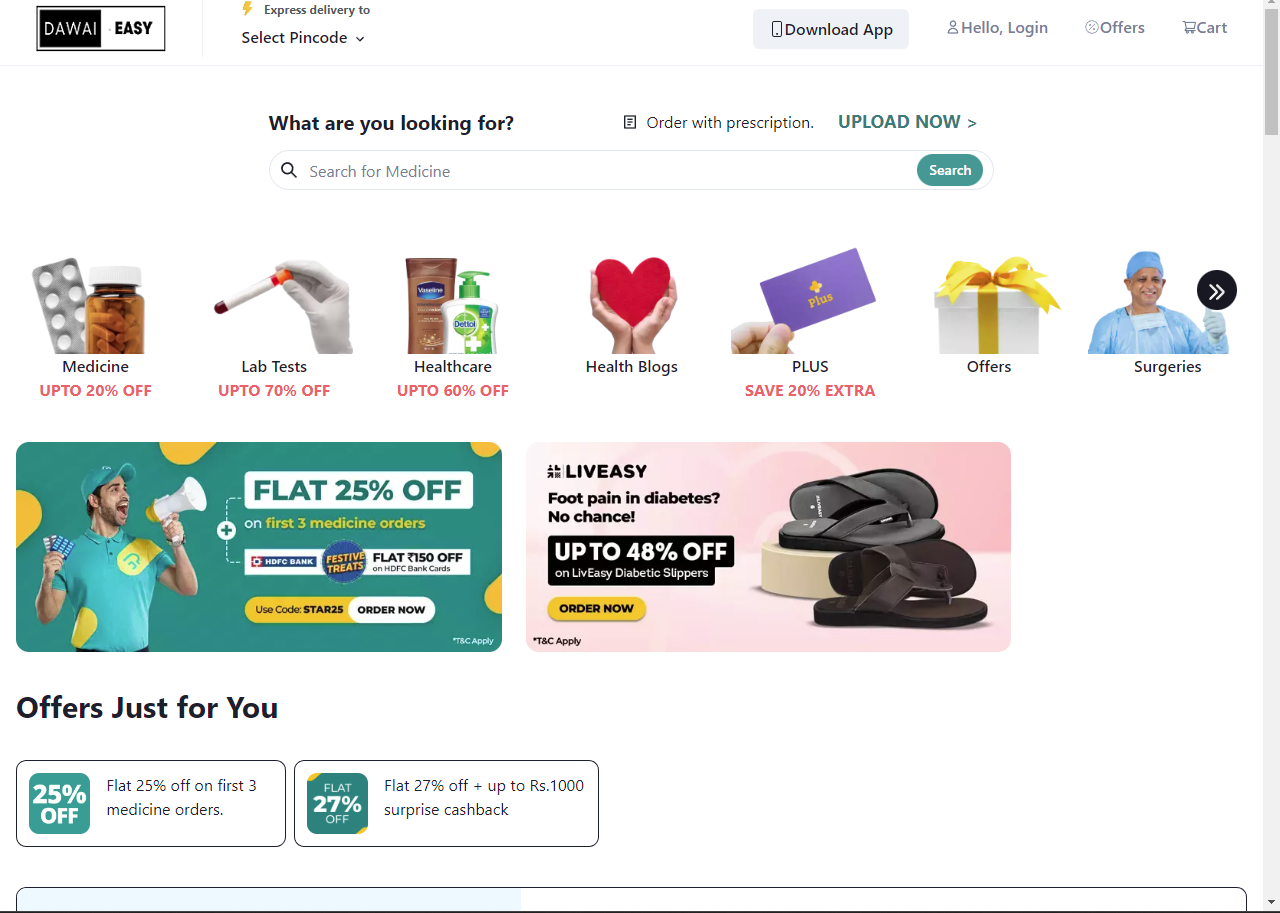 DAWAI · EASY
Express delivery to
Select Pincode
Download App
Hello, Login
Offers
Cart
What are you looking for?
Order with prescription.
UPLOAD NOW >
Search for Medicine
Search
Vaseline
Dettol
Plus
Medicine
UPTO 20% OFF
Lab Tests
UPTO 70% OFF
Healthcare
UPTO 60% OFF
Health Blogs
PLUS
SAVE 20% EXTRA
Offers
Surgeries
FLAT 25% OFF
on first 3 medicine orders
HDFC BANK
FESTIVE
TREATS
FLAT ₹150 OFF
on HDFC Bank Cards
Use Code: STAR25
ORDER NOW
*T&C Apply
LIVEASY
Foot pain in diabetes?
No chance!
UP TO 48% OFF
on LivEasy Diabetic Slippers
ORDER NOW
*T&C Apply
Offers Just for You
25%
OFF
Flat 25% off on first 3
medicine orders.
FLAT
27%
OFF
Flat 27% off + up to Rs.1000
surprise cashback